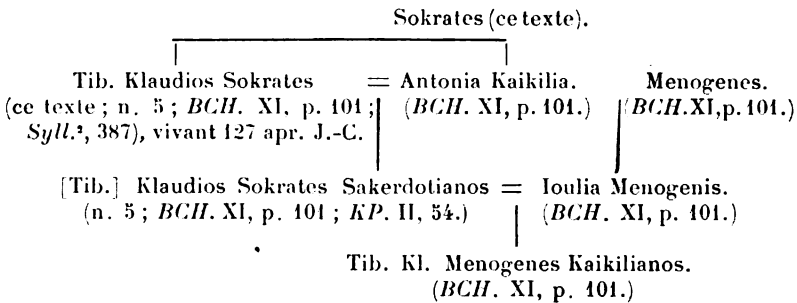 Sokrates (ce texte).
Tib. Klaudios Sokrates = Antonia Kaikilia. Menogenes.
(ce texte ; n. 5 ; BCH. XI, p. 101 ; (BCH. XI, p. 101.) (BCH. XI, p. 101.)
Syll.², 387), vivant 127 apr. J.-C.
[Tib.] Klaudios Sokrates Sakerdotianos = Ioulia Menogenis.
(n. 5 ; BCH. XI, p. 101 ; KP. II, 54.) (BCH. XI, p. 101.)
Tib. Kl. Menogenes Kaikilianos.
(BCH. XI, p. 101.)